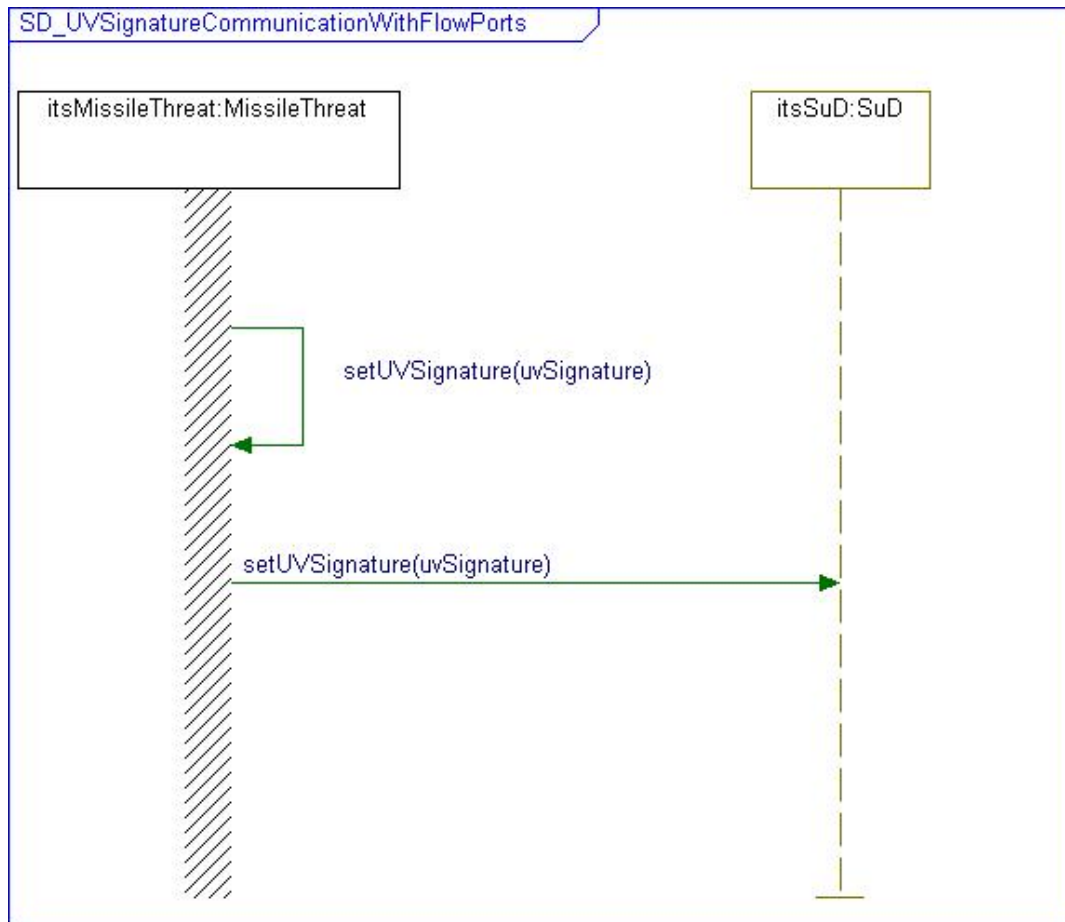 SD_UVSignatureCommunicationWithFlowPorts
itsMissileThreat:MissileThreat
itsSuD:SuD
setUVSignature(uvSignature)
setUVSignature(uvSignature)